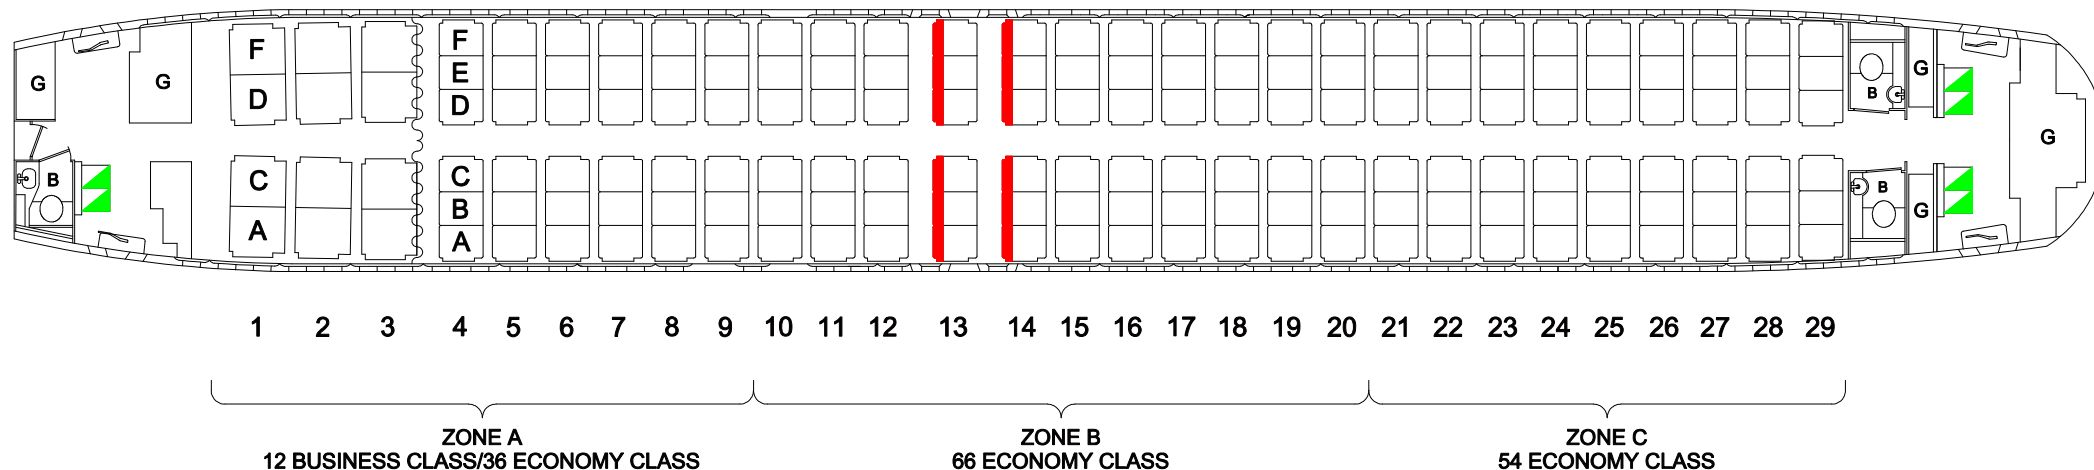 F F
G G E G
D D B
G
B C C B G
B
A A
1 2 3 4 5 6 7 8 9 10 11 12 13 14 15 16 17 18 19 20 21 22 23 24 25 26 27 28 29
ZONE A ZONE B ZONE C
12 BUSINESS CLASS/36 ECONOMY CLASS 66 ECONOMY CLASS 54 ECONOMY CLASS